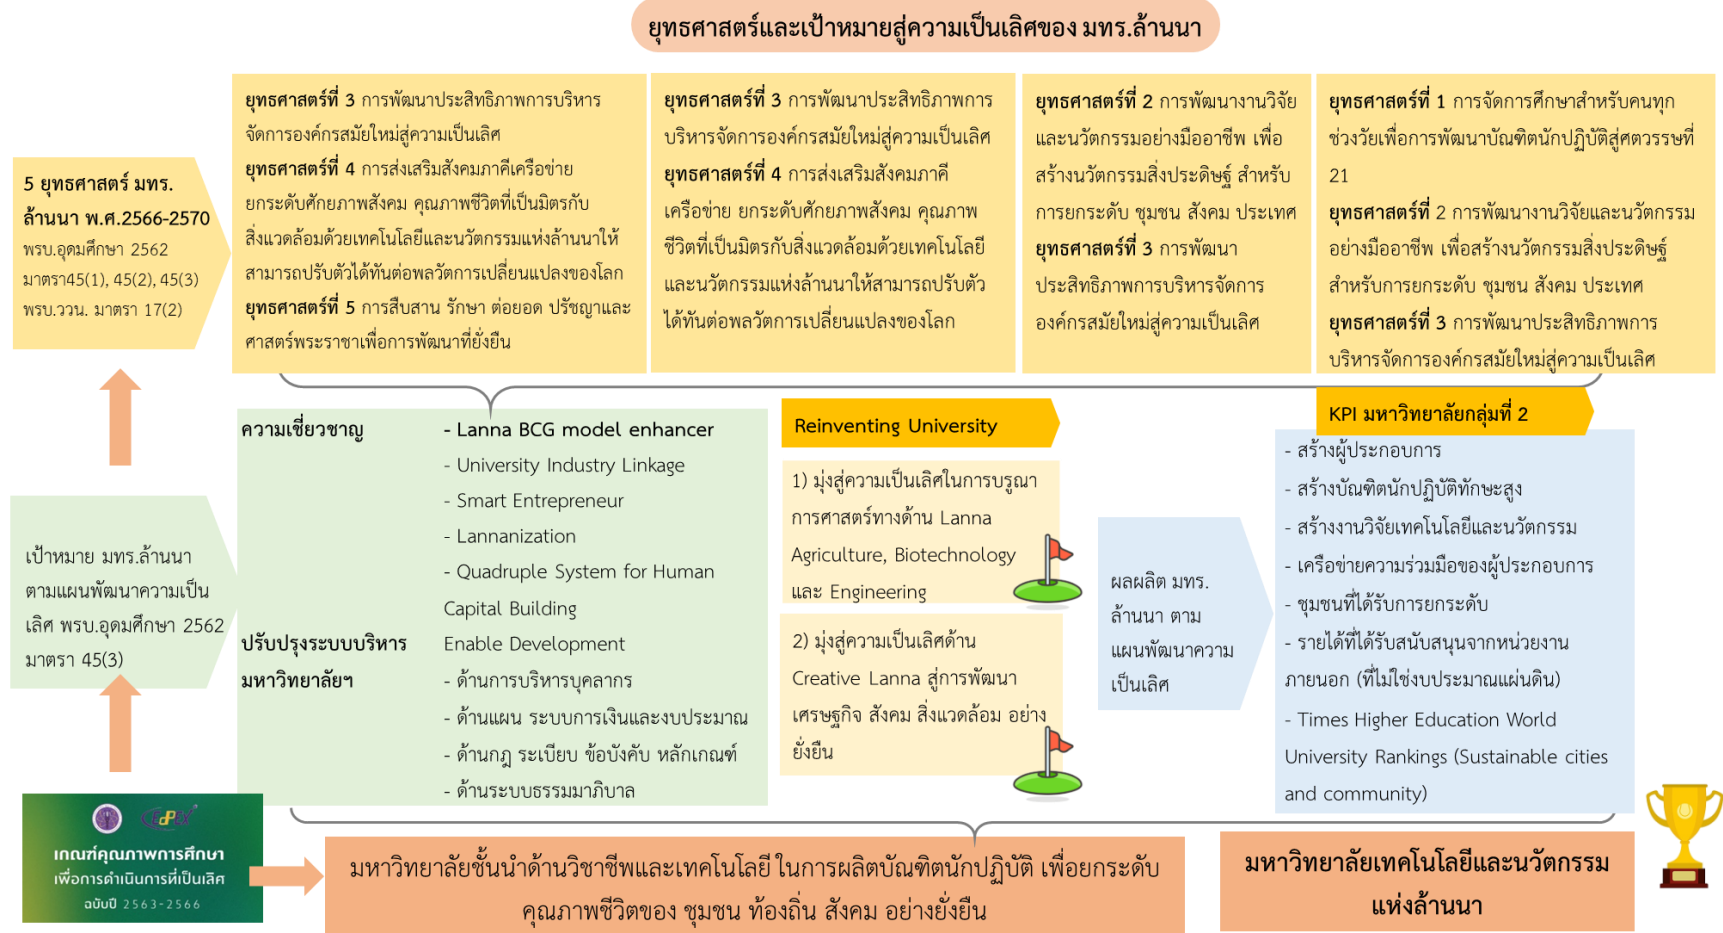 ยุทธศาสตร์และเป้าหมายสู่ความเป็นเลิศของ มทร.ล้านนา
5 ยุทธศาสตร์ มทร.
ล้านนา พ.ศ.2566-2570
พรบ.อุดมศึกษา 2562
มาตรา45(1), 45(2), 45(3)
พรบ.ววน. มาตรา 17(2)
ยุทธศาสตร์ที่ 3 การพัฒนาประสิทธิภาพการบริหาร
จัดการองค์กรสมัยใหม่สู่ความเป็นเลิศ
ยุทธศาสตร์ที่ 4 การส่งเสริมสังคมภาคีเครือข่าย
ยกระดับศักยภาพสังคม คุณภาพชีวิตที่เป็นมิตรกับ
สิ่งแวดล้อมด้วยเทคโนโลยีและนวัตกรรมแห่งล้านนาให้
สามารถปรับตัวได้ทันต่อพลวัตการเปลี่ยนแปลงของโลก
ยุทธศาสตร์ที่ 5 การสืบสาน รักษา ต่อยอด ปรัชญาและ
ศาสตร์พระราชาเพื่อการพัฒนาที่ยั่งยืน
ยุทธศาสตร์ที่ 3 การพัฒนาประสิทธิภาพการ
บริหารจัดการองค์กรสมัยใหม่สู่ความเป็นเลิศ
ยุทธศาสตร์ที่ 4 การส่งเสริมสังคมภาคี
เครือข่าย ยกระดับศักยภาพสังคม คุณภาพ
ชีวิตที่เป็นมิตรกับสิ่งแวดล้อมด้วยเทคโนโลยี
และนวัตกรรมแห่งล้านนาให้สามารถปรับตัว
ได้ทันต่อพลวัตการเปลี่ยนแปลงของโลก
ยุทธศาสตร์ที่ 2 การพัฒนางานวิจัย
และนวัตกรรมอย่างมืออาชีพ เพื่อ
สร้างนวัตกรรมสิ่งประดิษฐ์ สำหรับ
การยกระดับ ชุมชน สังคม ประเทศ
ยุทธศาสตร์ที่ 3 การพัฒนา
ประสิทธิภาพการบริหารจัดการ
องค์กรสมัยใหม่สู่ความเป็นเลิศ
ยุทธศาสตร์ที่ 1 การจัดการศึกษาสำหรับคนทุก
ช่วงวัยเพื่อการพัฒนาบัณฑิตนักปฏิบัติสู่ศตวรรษที่
21
ยุทธศาสตร์ที่ 2 การพัฒนางานวิจัยและนวัตกรรม
อย่างมืออาชีพ เพื่อสร้างนวัตกรรมสิ่งประดิษฐ์
สำหรับการยกระดับ ชุมชน สังคม ประเทศ
ยุทธศาสตร์ที่ 3 การพัฒนาประสิทธิภาพการ
บริหารจัดการองค์กรสมัยใหม่สู่ความเป็นเลิศ
เป้าหมาย มทร.ล้านนา
ตามแผนพัฒนาความเป็น
เลิศ พรบ.อุดมศึกษา 2562
มาตรา 45(3)
ความเชี่ยวชาญ - Lanna BCG model enhancer
- University Industry Linkage
- Smart Entrepreneur
- Lannanization
- Quadruple System for Human
Capital Building
ปรับปรุงระบบบริหาร Enable Development
มหาวิทยาลัยฯ - ด้านการบริหารบุคลากร
- ด้านแผน ระบบการเงินและงบประมาณ
- ด้านกฎ ระเบียบ ข้อบังคับ หลักเกณฑ์
- ด้านระบบธรรมมาภิบาล
Reinventing University
1) มุ่งสู่ความเป็นเลิศในการบรูณา
การศาสตร์ทางด้าน Lanna
Agriculture, Biotechnology
และ Engineering
2) มุ่งสู่ความเป็นเลิศด้าน
Creative Lanna สู่การพัฒนา
เศรษฐกิจ สังคม สิ่งแวดล้อม อย่าง
ยั่งยืน
ผลผลิต มทร.
ล้านนา ตาม
แผนพัฒนาความ
เป็นเลิศ
KPI มหาวิทยาลัยกลุ่มที่ 2
- สร้างผู้ประกอบการ
- สร้างบัณฑิตนักปฏิบัติทักษะสูง
- สร้างงานวิจัยเทคโนโลยีและนวัตกรรม
- เครือข่ายความร่วมมือของผู้ประกอบการ
- ชุมชนที่ได้รับการยกระดับ
- รายได้ที่ได้รับสนับสนุนจากหน่วยงาน
ภายนอก (ที่ไม่ใช่งบประมาณแผ่นดิน)
- Times Higher Education World
University Rankings (Sustainable cities
and community)
EdPEx
เกณฑ์คุณภาพการศึกษา
เพื่อการดำเนินการที่เป็นเลิศ
ฉบับปี 2563-2566
มหาวิทยาลัยชั้นนำด้านวิชาชีพและเทคโนโลยี ในการผลิตบัณฑิตนักปฏิบัติ เพื่อยกระดับ
คุณภาพชีวิตของ ชุมชน ท้องถิ่น สังคม อย่างยั่งยืน
มหาวิทยาลัยเทคโนโลยีและนวัตกรรม
แห่งล้านนา